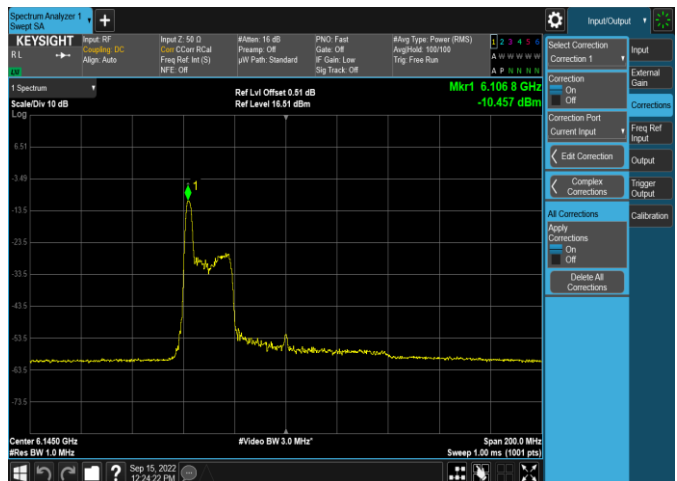 Spectrum Analyzer 1
Swept SA
Input/Output
KEYSIGHT
RL
LW
Input: RF
Coupling: DC
Align: Auto
Input Z: 50 Ω
Corr CCorr RCal
Freq Ref: Int (S)
NFE: Off
#Atten: 16 dB
Preamp: Off
µW Path: Standard
PNO: Fast
Gate: Off
IF Gain: Low
Sig Track: Off
#Avg Type: Power (RMS)
Avg|Hold: 100/100
Trig: Free Run
1 2 3 4 5 6
A W W W W W
A P N N N N
1 Spectrum
Scale/Div 10 dB
Log
Ref Lvl Offset 0.51 dB
Ref Level 16.51 dBm
Mkr1 6.106 8 GHz
-10.457 dBm
6.51
-3.49
-13.5
-23.5
-33.5
-43.5
-53.5
-63.5
-73.5
1
Center 6.1450 GHz
#Res BW 1.0 MHz
#Video BW 3.0 MHz*
Span 200.0 MHz
Sweep 1.00 ms (1001 pts)
Sep 15, 2022
12:24:22 PM
Select Correction
Correction 1
Correction
On
Off
Correction Port
Current Input
Edit Correction
Complex
Corrections
All Corrections
Apply
Corrections
On
Off
Delete All
Corrections
Input
External
Gain
Corrections
Freq Ref
Input
Output
Trigger
Output
Calibration